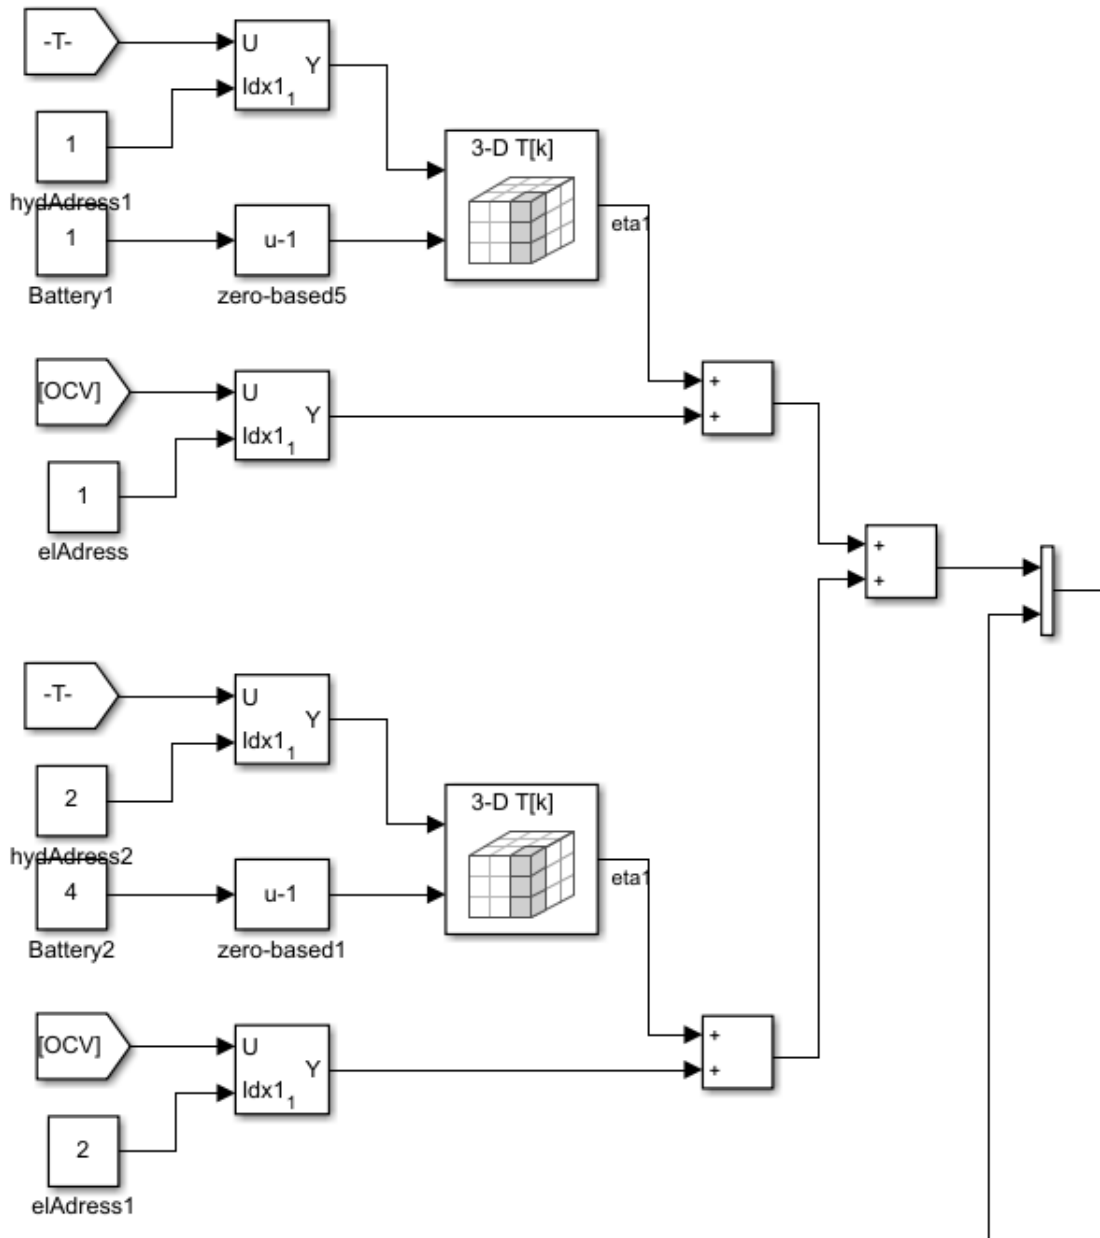 -T-
U
Y
Idx1 1
1
hydAdress1
3-D T[k]
1
u-1
eta1
Battery1
zero-based5
[OCV]
U
Y
Idx1 1
+
+
1
elAdress
+
+
-T-
U
Y
Idx1 1
2
hydAdress2
3-D T[k]
4
u-1
eta1
Battery2
zero-based1
[OCV]
U
Y
Idx1 1
+
+
2
elAdress1